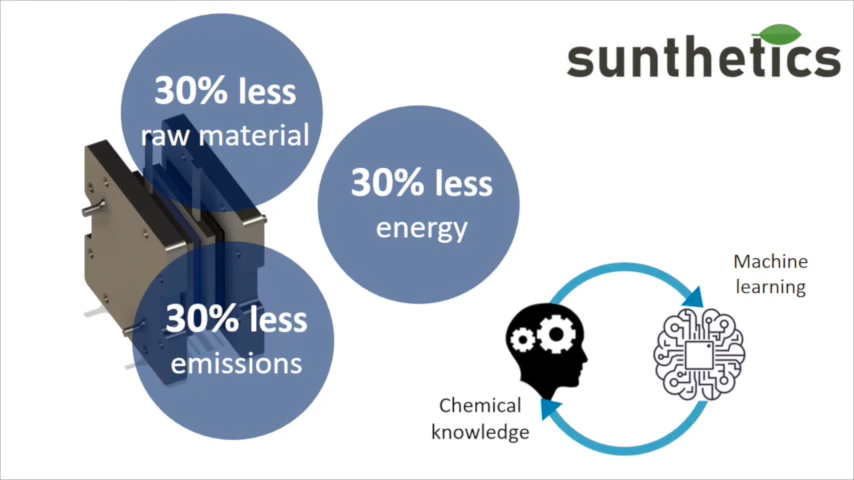 sunthetics
30% less
raw material
30% less
energy
30% less
emissions
Machine
learning
Chemical
knowledge